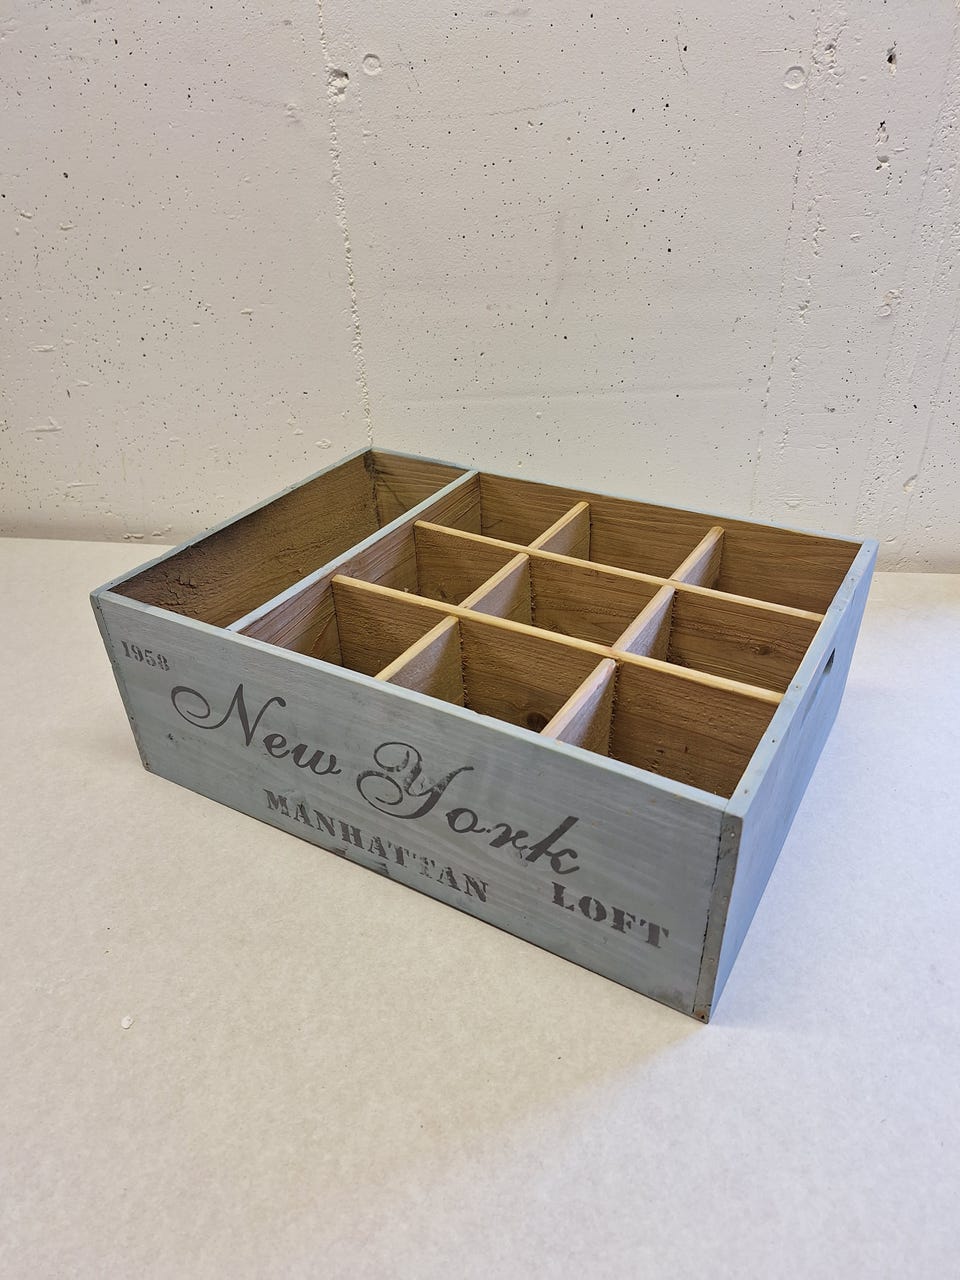 1958
New York
MANHATTAN
LOFT